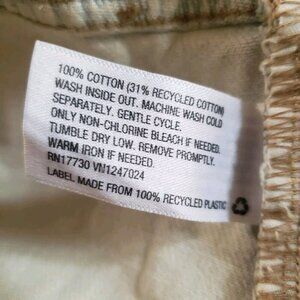 100% COTTON (31% RECYCLED COTTON)
WASH INSIDE OUT. MACHINE WASH COLD
SEPARATELY. GENTLE CYCLE.
ONLY NON-CHLORINE BLEACH IF NEEDED.
TUMBLE DRY LOW. REMOVE PROMPTLY.
WARM IRON IF NEEDED.
RN17730 VN1247024
LABEL MADE FROM 100% RECYCLED PLASTIC